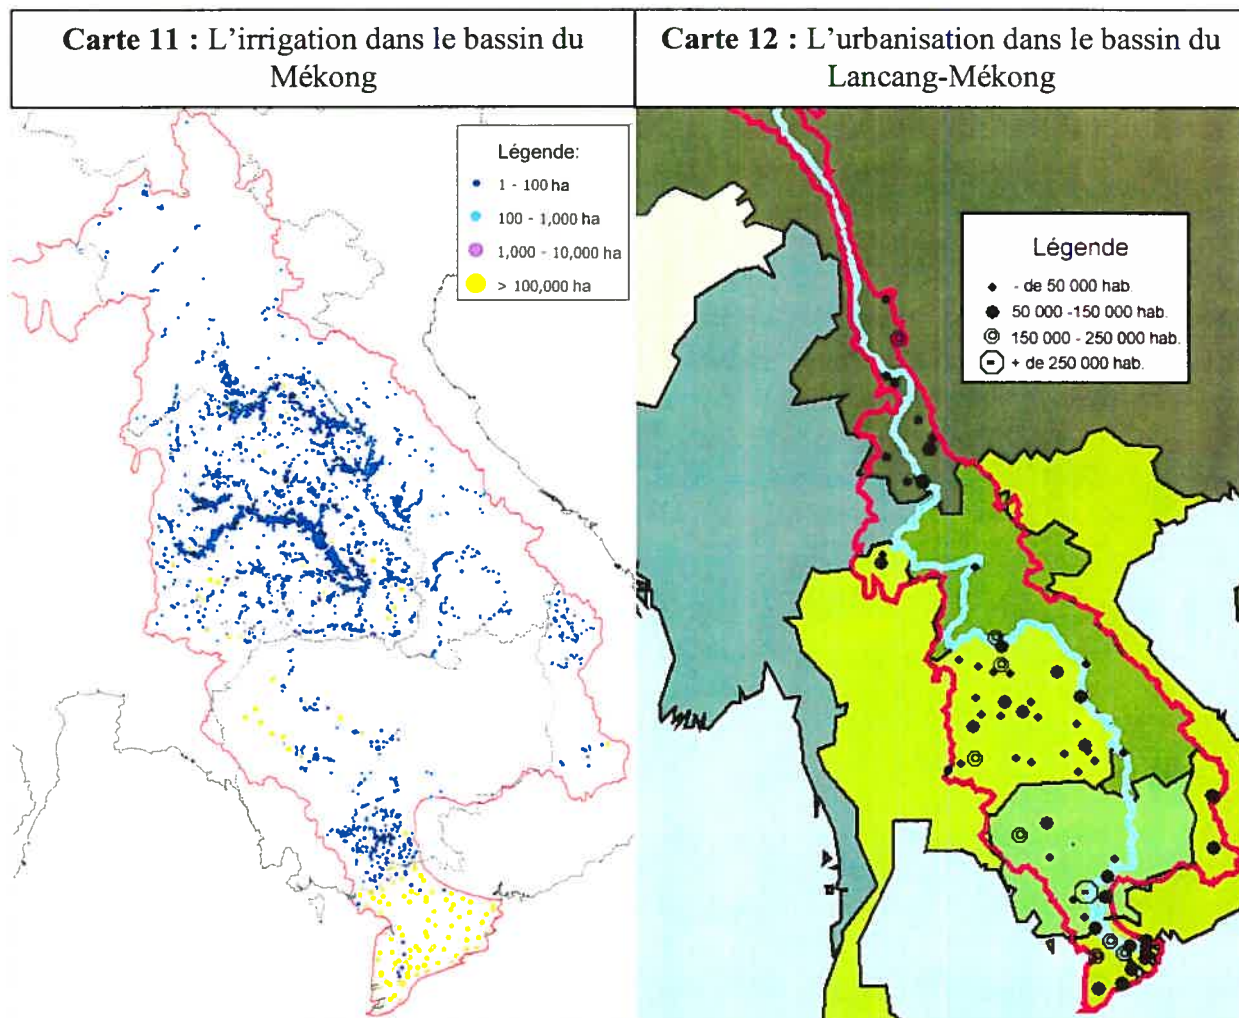 Carte 11 : L'irrigation dans le bassin du
Mékong
Carte 12 : L'urbanisation dans le bassin du
Lancang-Mékong
Légende:
1 - 100 ha
100 - 1,000 ha
1,000 - 10,000 ha
> 100,000 ha
Légende
- de 50 000 hab.
50 000 -150 000 hab.
150 000 - 250 000 hab.
+ de 250 000 hab.